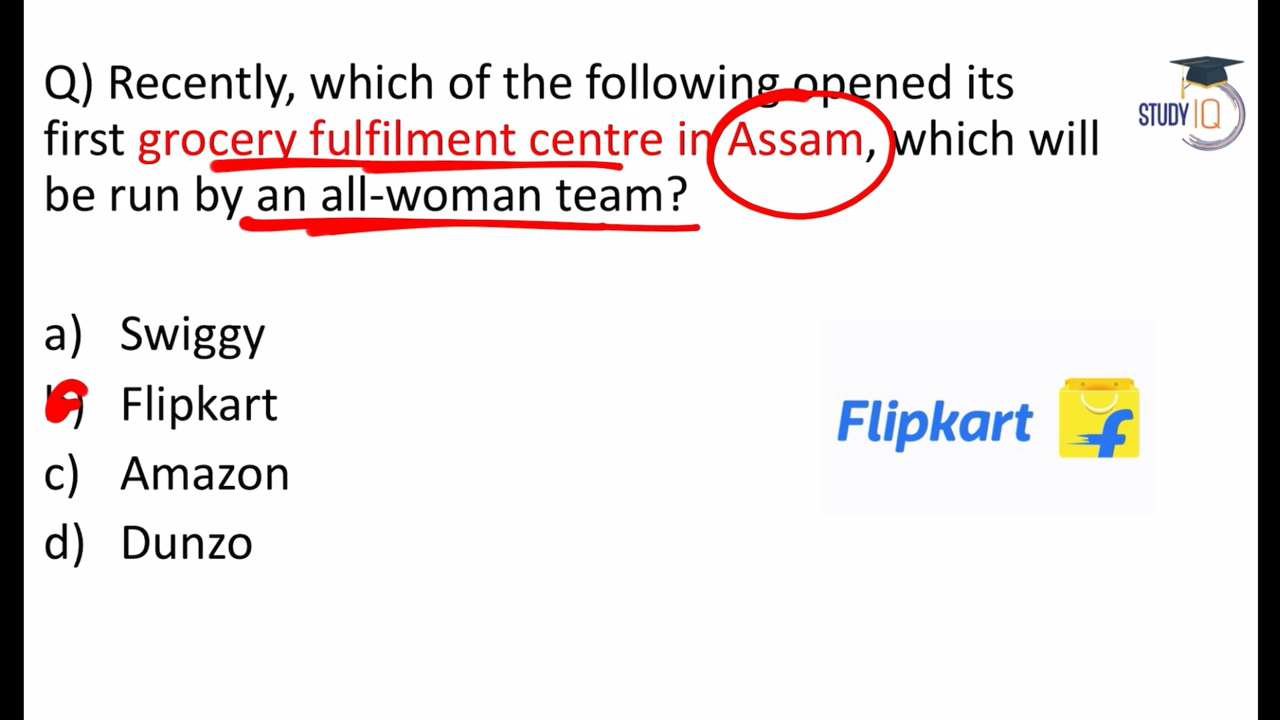 Q) Recently, which of the following opened its
first grocery fulfilment centre in Assam, which will
be run by an all-woman team?
STUDY IQ
a) Swiggy
b) Flipkart
c) Amazon
d) Dunzo
Flipkart
f